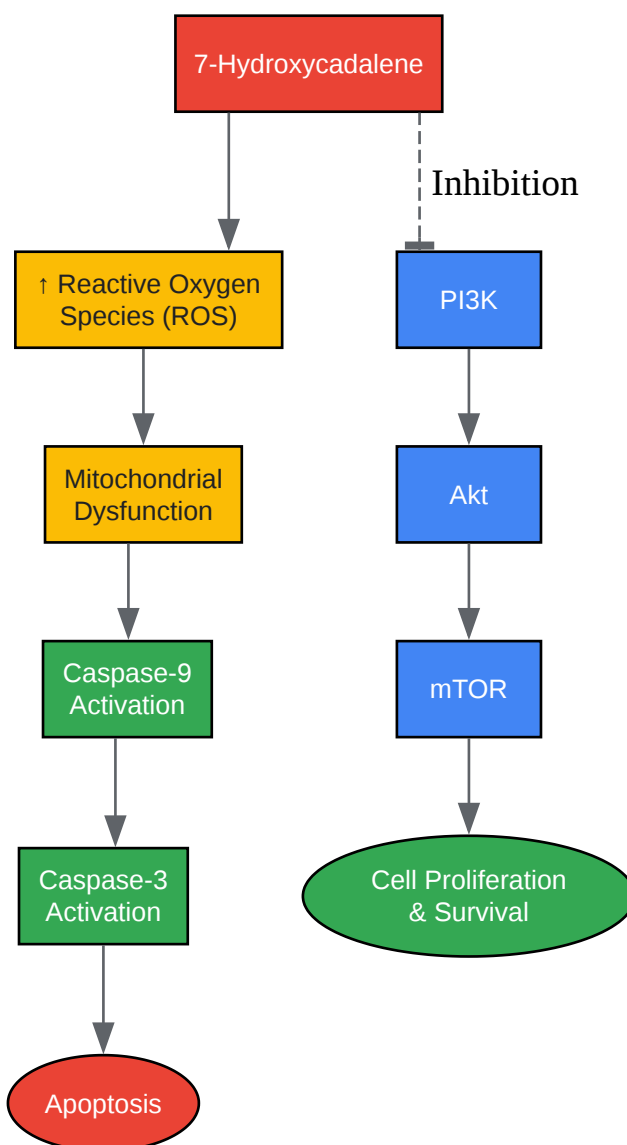 7-Hydroxycadalene
Inhibition
↑ Reactive Oxygen
Species (ROS)
PI3K
Mitochondrial
Dysfunction
Akt
Caspase-9
Activation
mTOR
Caspase-3
Activation
Cell Proliferation
& Survival
Apoptosis